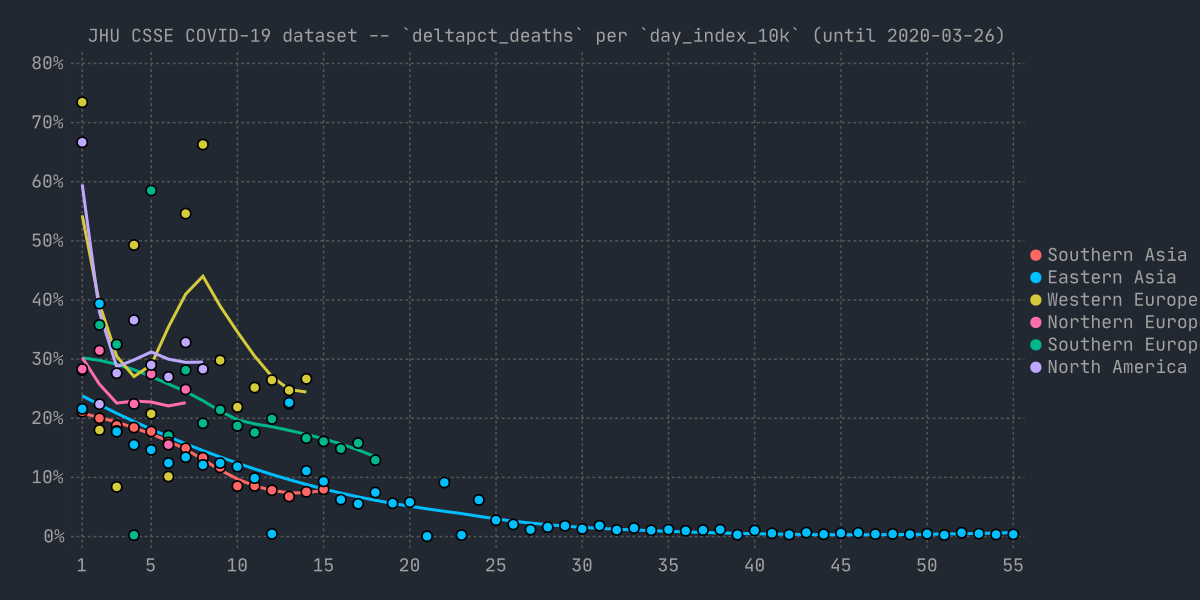 JHU CSSE COVID-19 dataset -- `deltapct_deaths` per `day_index_10k` (until 2020-03-26)
80%
70%
60%
50%
40%
30%
20%
10%
0%
1 5 10 15 20 25 30 35 40 45 50 55
Southern Asia
Eastern Asia
Western Europe
Northern Europ
Southern Europ
North America